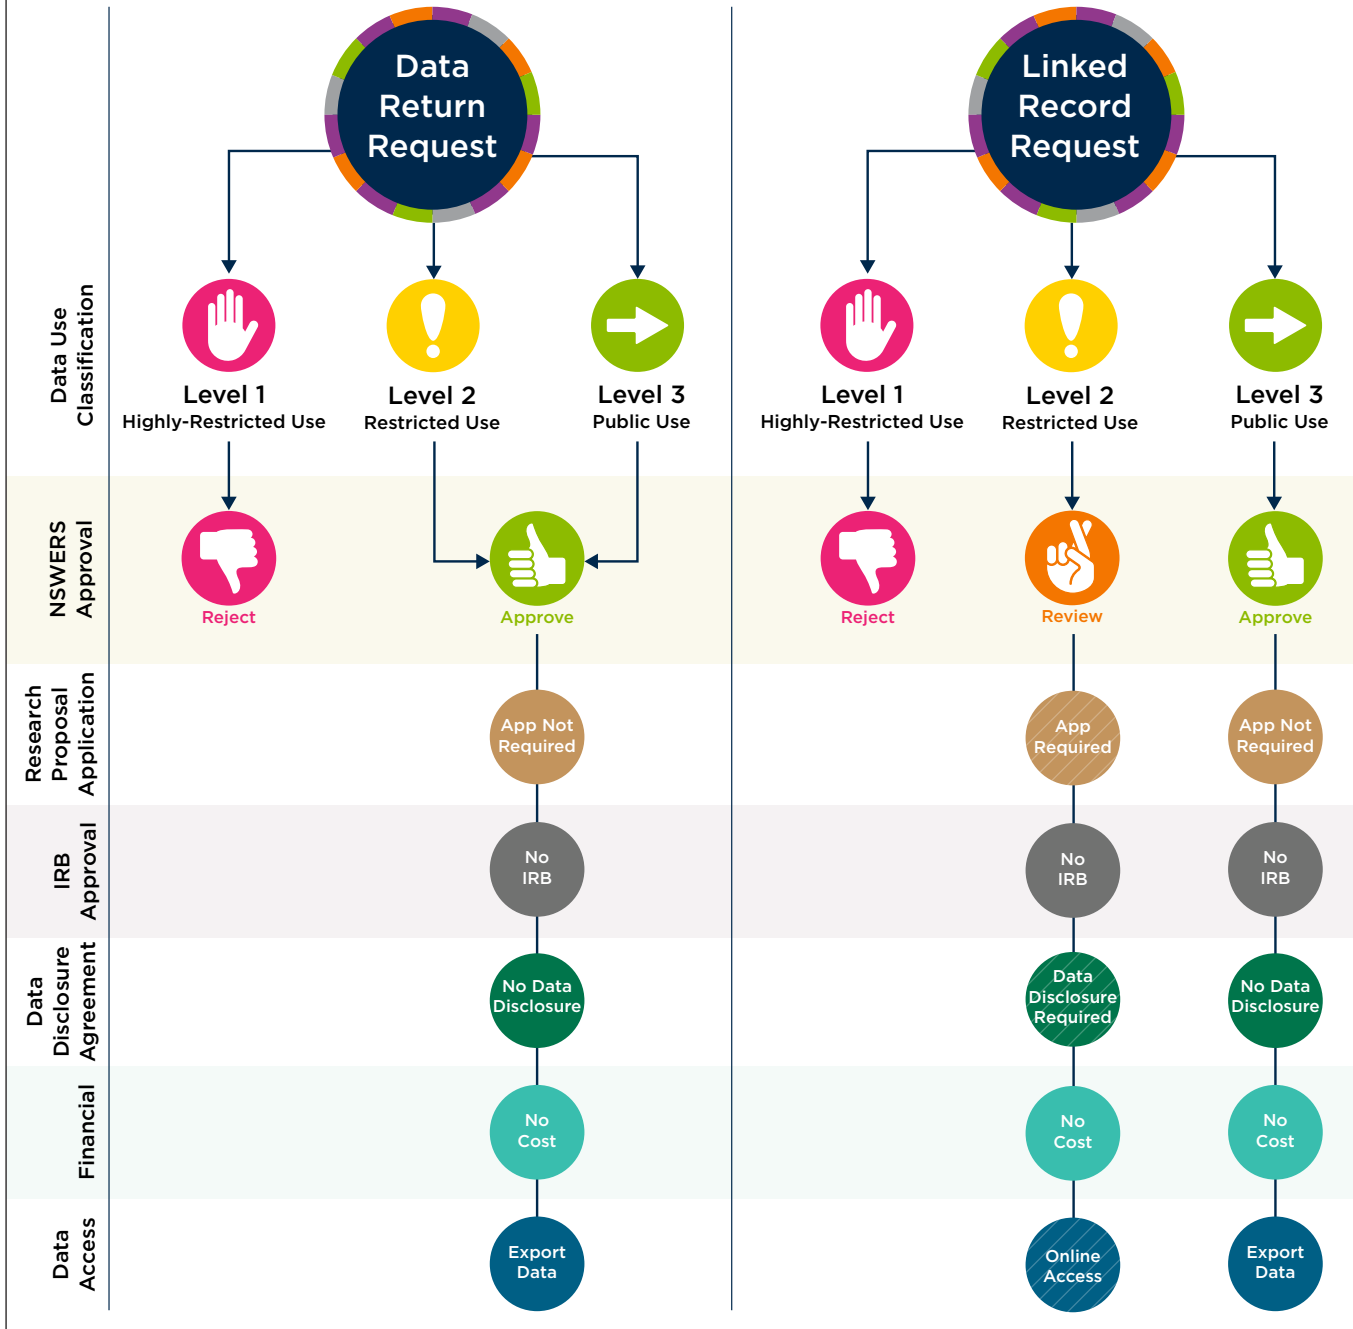 Data
Return
Request
Linked
Record
Request
Data Use
Classification
Level 1
Highly-Restricted Use
Level 2
Restricted Use
Level 3
Public Use
Level 1
Highly-Restricted Use
Level 2
Restricted Use
Level 3
Public Use
NSWERS
Approval
Reject
Approve
Reject
Review
Approve
Research
Proposal
Application
App Not
Required
App
Required
App Not
Required
IRB
Approval
No
IRB
No
IRB
No
IRB
Data
Disclosure
Agreement
No Data
Disclosure
Data
Disclosure
Required
No Data
Disclosure
Financial
No
Cost
No
Cost
No
Cost
Data
Access
Export
Data
Online
Access
Export
Data